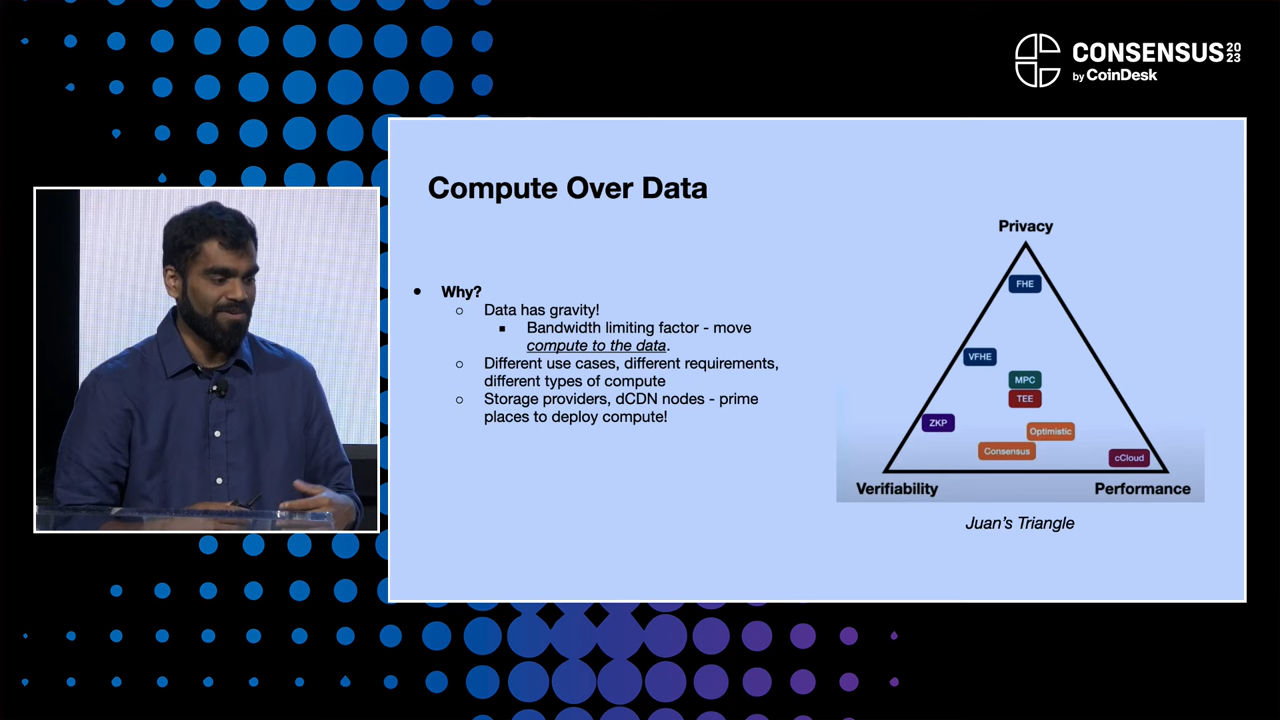 CONSENSUS 20
23
by CoinDesk
Compute Over Data
Why?
Data has gravity!
Bandwidth limiting factor - move
compute to the data.
Different use cases, different requirements,
different types of compute
Storage providers, dCDN nodes - prime
places to deploy compute!
Privacy
FHE
VFHE
MPC
TEE
ZKP
Optimistic
Consensus
cCloud
Verifiability
Performance
Juan's Triangle